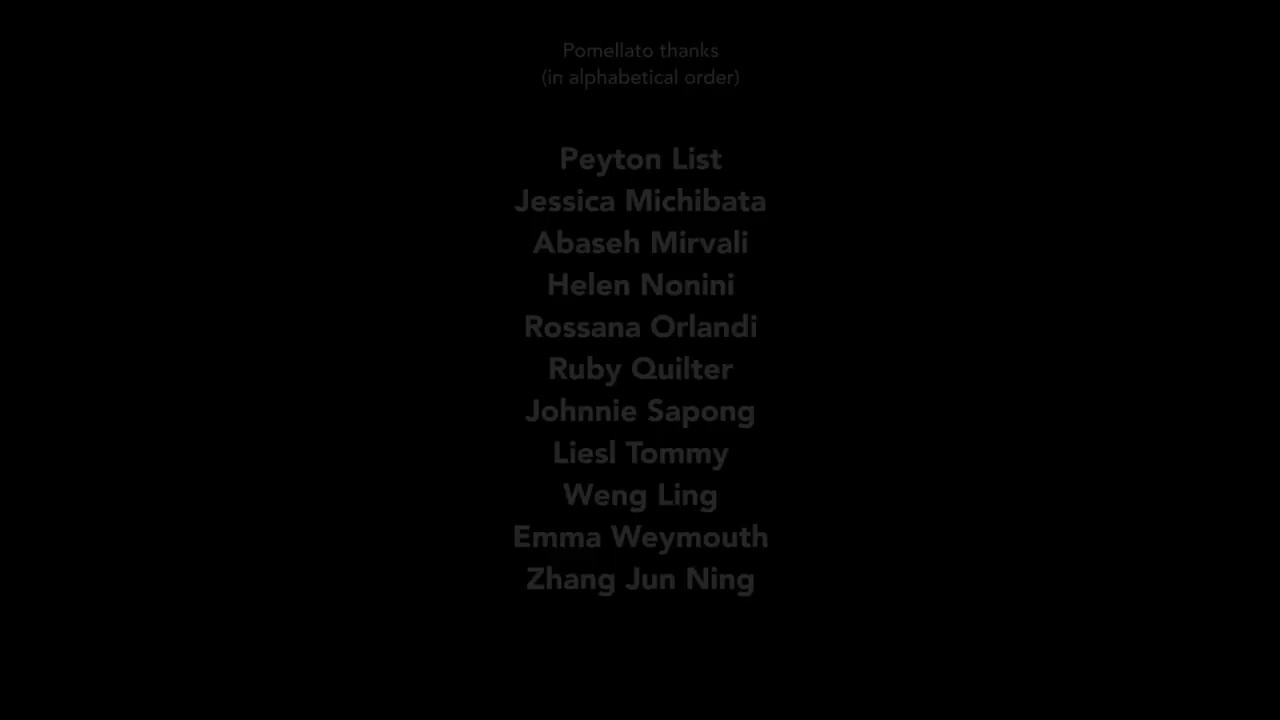 Pomellato thanks
(in alphabetical order)
Peyton List
Jessica Michibata
Abaseh Mirvali
Helen Nonini
Rossana Orlandi
Ruby Quilter
Johnnie Sapong
Liesl Tommy
Weng Ling
Emma Weymouth
Zhang Jun Ning